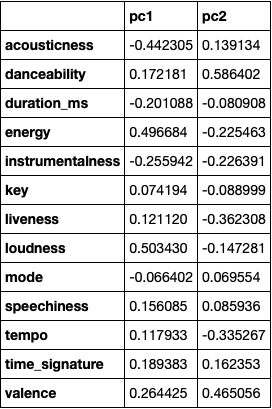 pc1 pc2
acousticness -0.442305 0.139134
danceability 0.172181 0.586402
duration_ms -0.201088 -0.080908
energy 0.496684 -0.225463
instrumentalness -0.255942 -0.226391
key 0.074194 -0.088999
liveness 0.121120 -0.362308
loudness 0.503430 -0.147281
mode -0.066402 0.069554
speechiness 0.156085 0.085936
tempo 0.117933 -0.335267
time_signature 0.189383 0.162353
valence 0.264425 0.465056